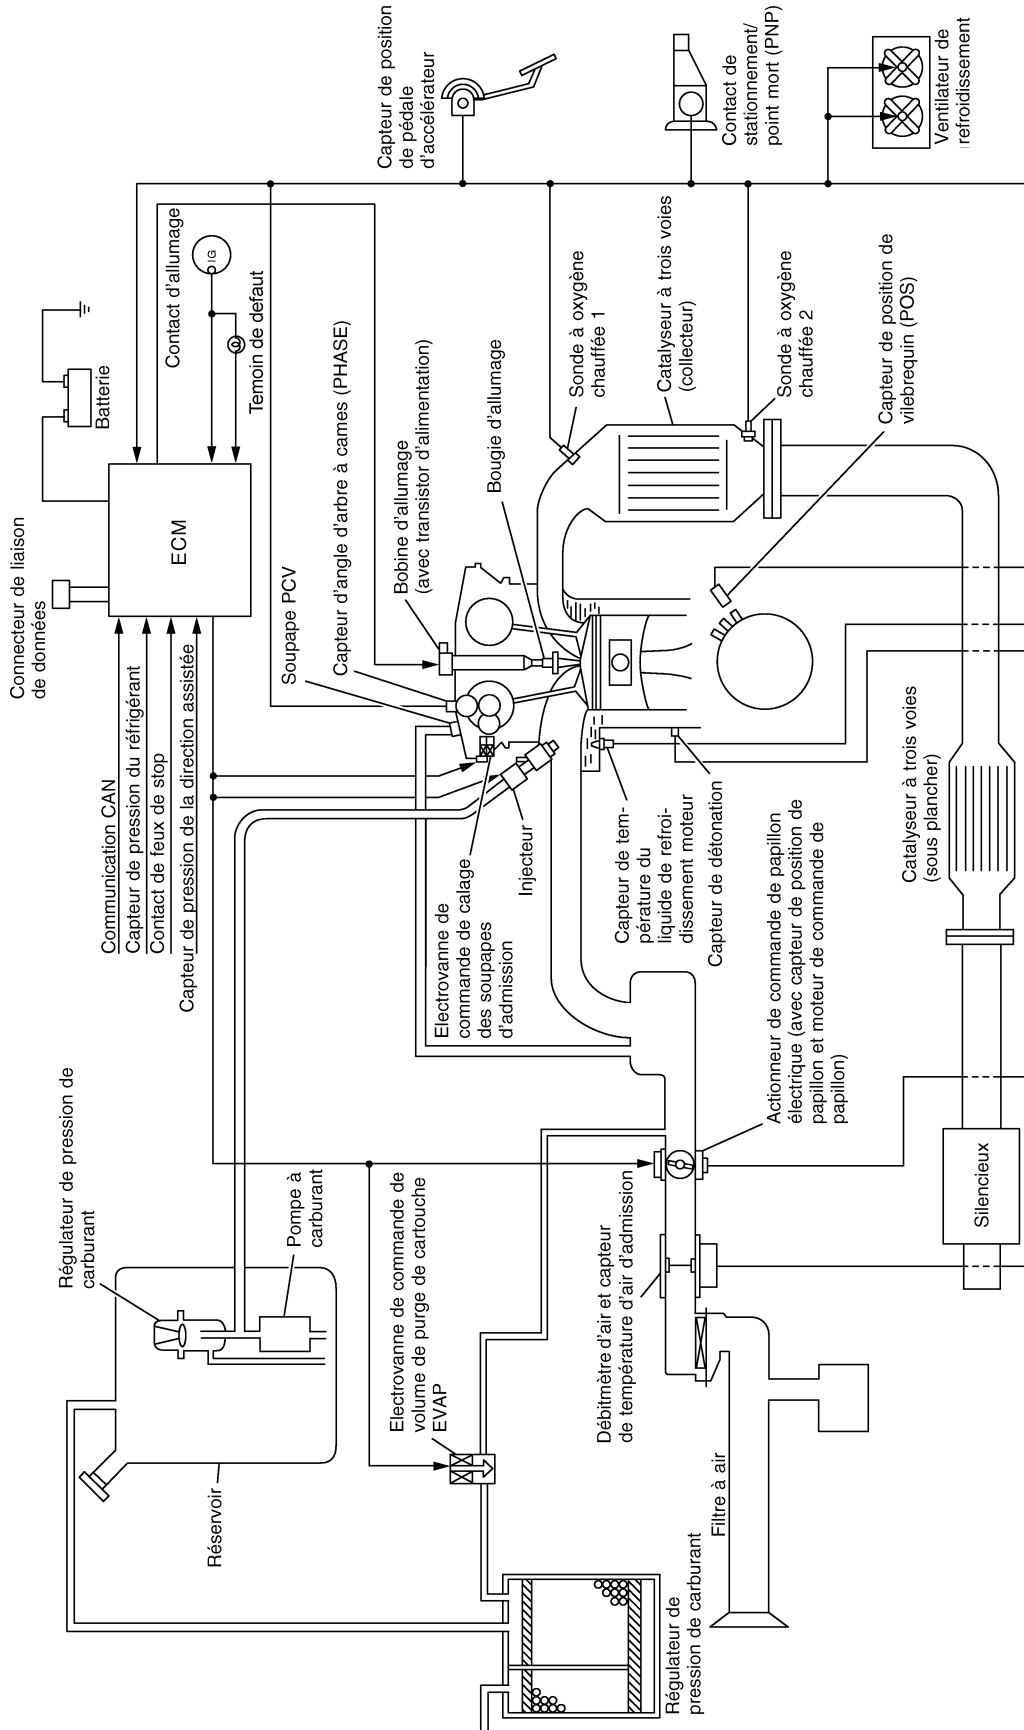 Connecteur de liaison
de données
Batterie
Contact d'allumage
IG
Temoin de defaut
ECM
Communication CAN
Capteur de pression du réfrigérant
Contact de feux de stop
Capteur de pression de la direction assistée
Soupape PCV
Capteur d'angle d'arbre à cames (PHASE)
Bobine d'allumage
(avec transistor d'alimentation)
Bougie d'allumage
Capteur de position
de pédale
d'accélérateur
Contact de
stationnement/
point mort (PNP)
Ventilateur de
refroidissement
Sonde à oxygène
chauffée 1
Catalyseur à trois voies
(collecteur)
Sonde à oxygène
chauffée 2
Capteur de position de
vilebrequin (POS)
Régulateur de pression de
carburant
Pompe à
carburant
Réservoir
Electrovanne de
commande de calage
des soupapes
d'admission
Injecteur
Capteur de tem-
pérature du
liquide de refroi-
dissement moteur
Capteur de détonation
Actionneur de commande de papillon
électrique (avec capteur de position de
papillon et moteur de commande de
papillon)
Catalyseur à trois voies
(sous plancher)
Silencieux
Electrovanne de commande de
volume de purge de cartouche
EVAP
Débitmètre d'air et capteur
de température d'air d'admission
Filtre à air
Régulateur de
pression de carburant